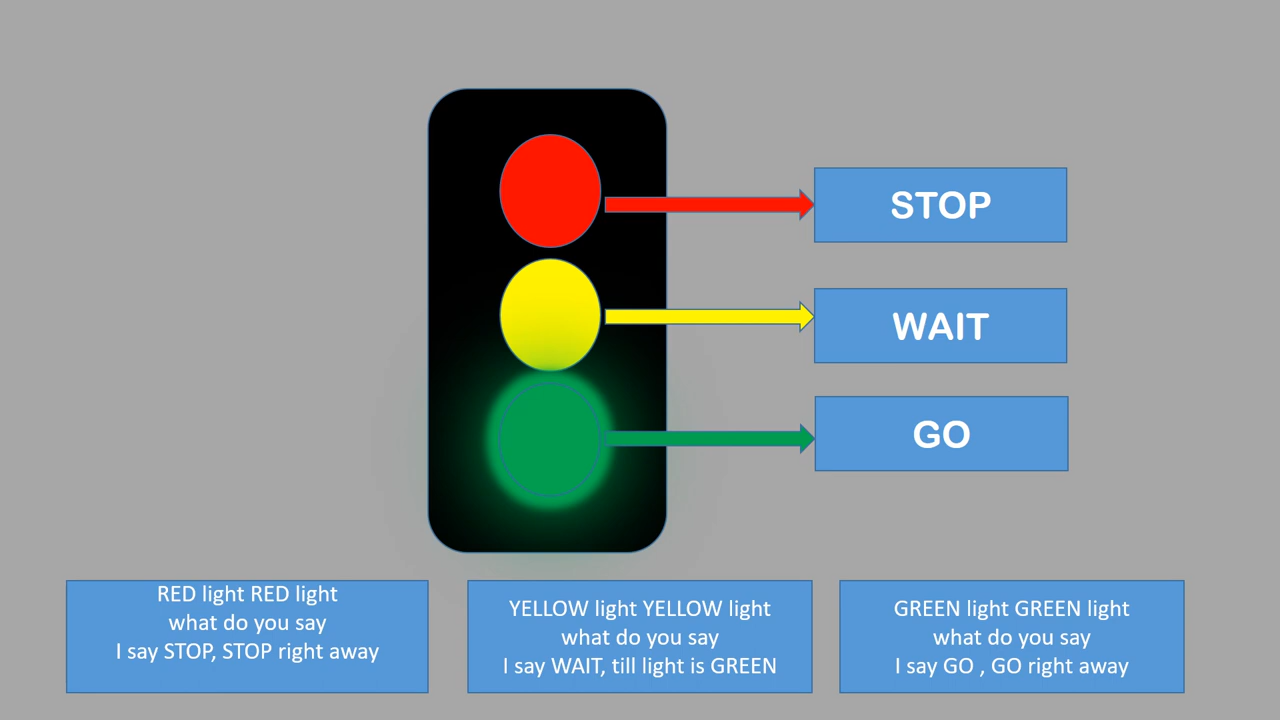 STOP
WAIT
GO
RED light RED light
what do you say
I say STOP, STOP right away
YELLOW light YELLOW light
what do you say
I say WAIT, till light is GREEN
GREEN light GREEN light
what do you say
I say GO , GO right away